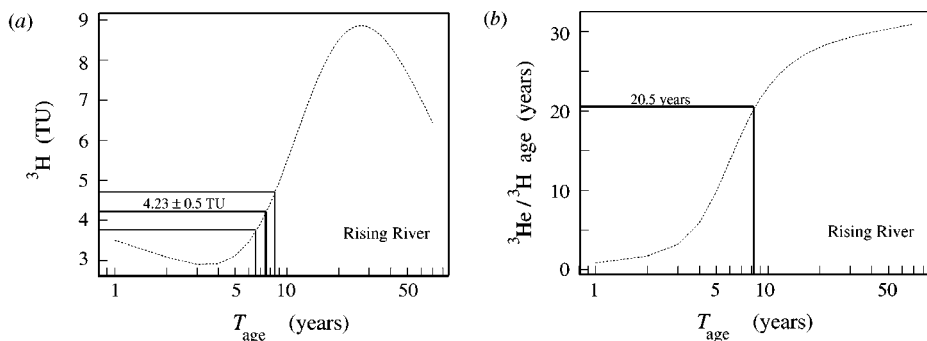 (a)
9
8
7
6
5
4
3
³H (TU)
4.23 ± 0.5 TU
Rising River
1 5 10 50
T_age (years)
(b)
30
20
10
0
³He / ³H age (years)
20.5 years
Rising River
1 5 10 50
T_age (years)